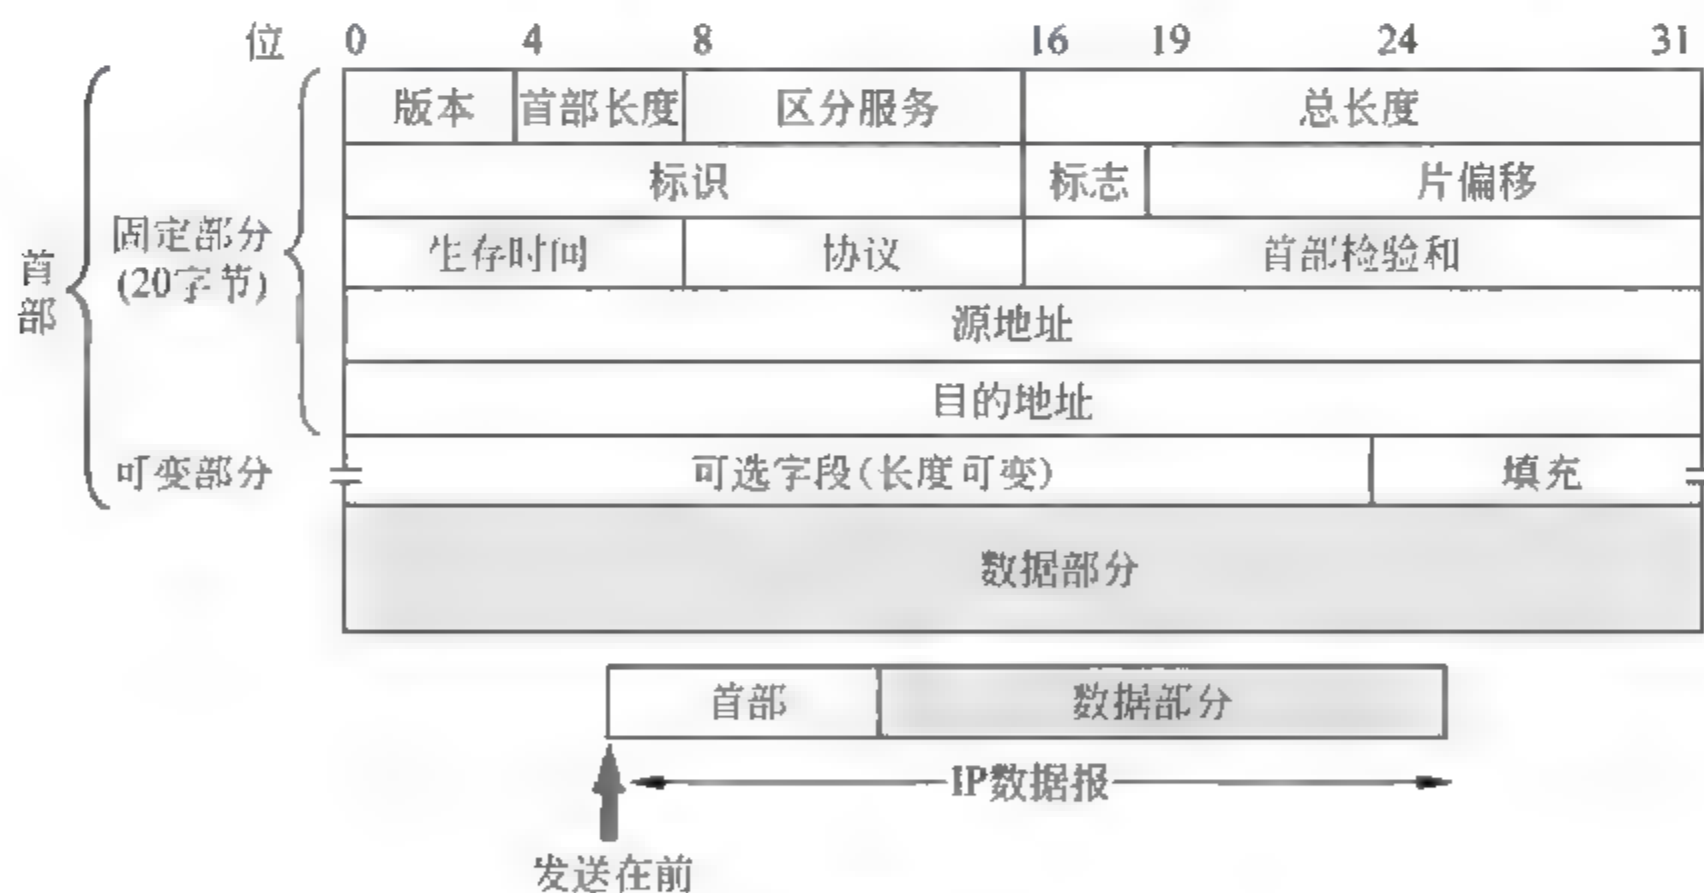 位 0 4 8 16 19 24 31
版本 首部长度 区分服务 总长度
标识 标志 片偏移
生存时间 协议 首部检验和
源地址
目的地址
可选字段(长度可变) 填充
数据部分
首部
固定部分
(20字节)
可变部分
首部 数据部分
IP数据报
发送在前